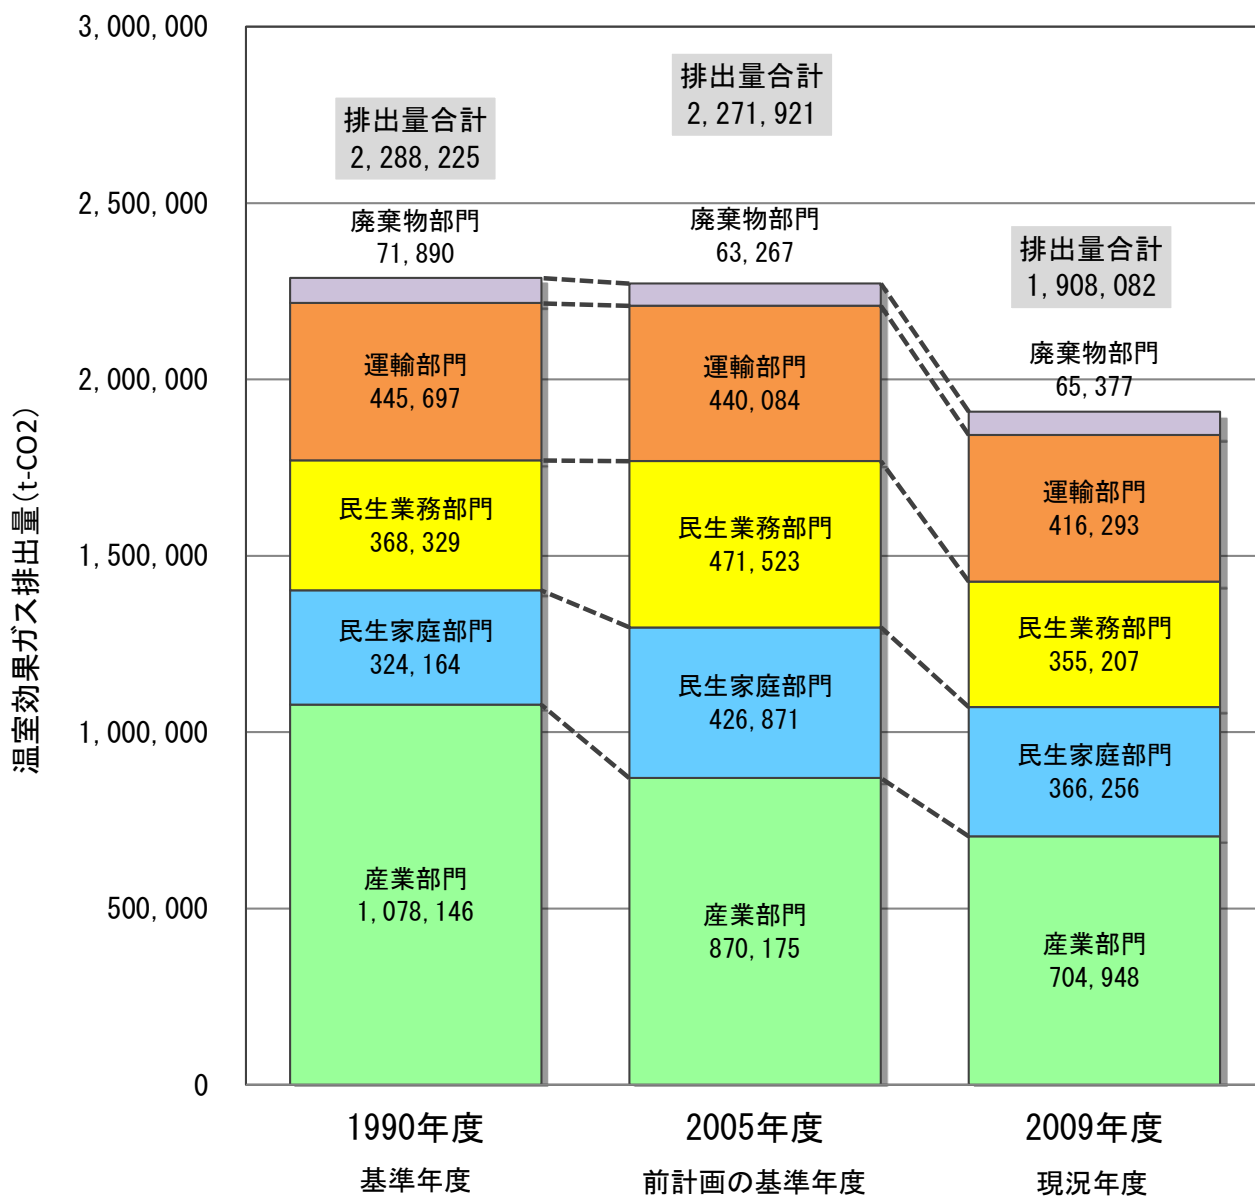 温室効果ガス排出量(t-CO2)
3,000,000
2,500,000
2,000,000
1,500,000
1,000,000
500,000
0
排出量合計
2,288,225
廃棄物部門
71,890
運輸部門
445,697
民生業務部門
368,329
民生家庭部門
324,164
産業部門
1,078,146
1990年度
基準年度
排出量合計
2,271,921
廃棄物部門
63,267
運輸部門
440,084
民生業務部門
471,523
民生家庭部門
426,871
産業部門
870,175
2005年度
前計画の基準年度
排出量合計
1,908,082
廃棄物部門
65,377
運輸部門
416,293
民生業務部門
355,207
民生家庭部門
366,256
産業部門
704,948
2009年度
現況年度